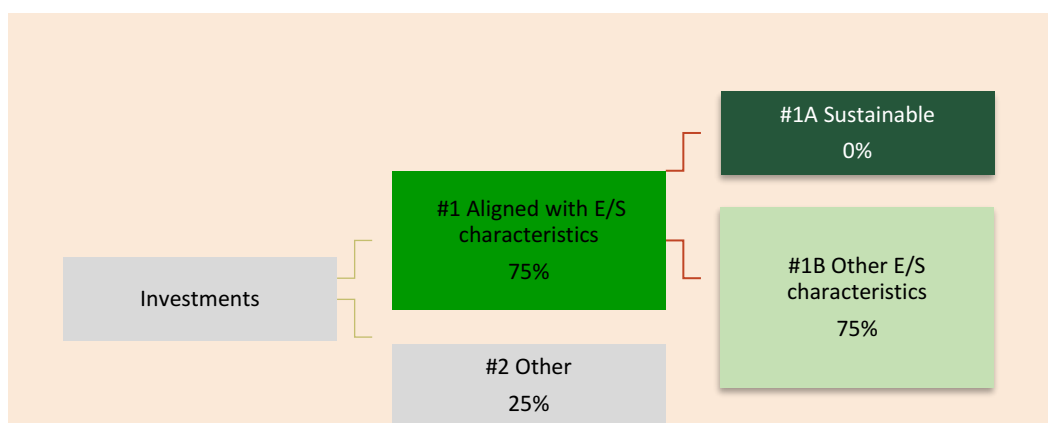 Investments
#1 Aligned with E/S
characteristics
75%
#2 Other
25%
#1A Sustainable
0%
#1B Other E/S
characteristics
75%